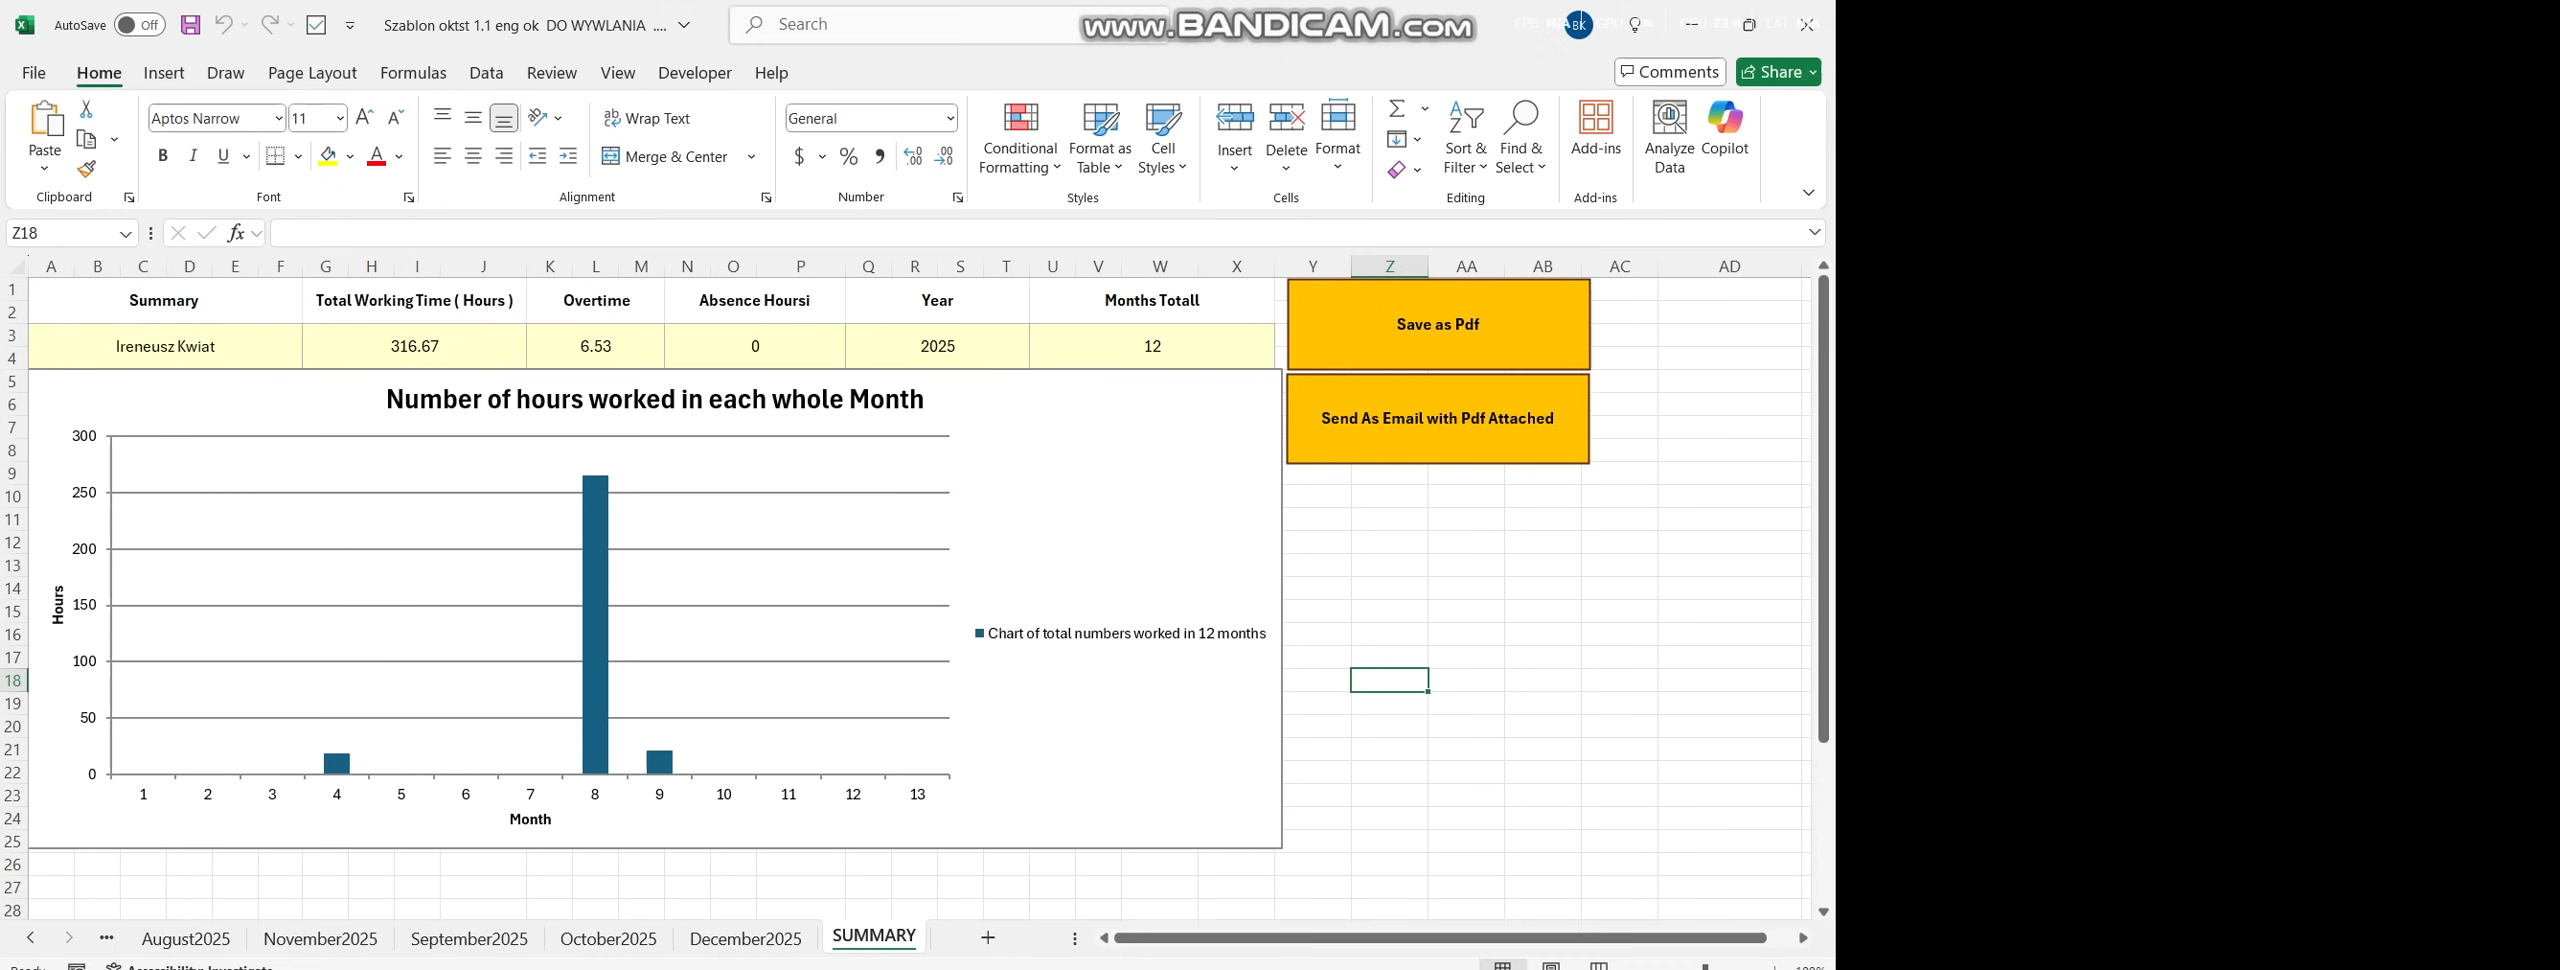 AutoSave Off Szablon oktst 1.1 eng ok DO WYWLANIA .... Search www.BANDICAM.com BK
File Home Insert Draw Page Layout Formulas Data Review View Developer Help Comments Share
Paste
Clipboard
Aptos Narrow 11
B I U
Font
Wrap Text
Merge & Center
Alignment
General
$ % 
Number
Conditional Formatting
Format as Table
Cell Styles
Styles
Insert Delete Format
Cells
Sort & Filter
Find & Select
Editing
Add-ins
Add-ins
Analyze Data
Copilot
Z18 fx
A B C D E F G H I J K L M N O P Q R S T U V W X Y Z AA AB AC AD
1
2
3
4
5
6
7
8
9
10
11
12
13
14
15
16
17
18
19
20
21
22
23
24
25
26
27
28
Summary Total Working Time ( Hours ) Overtime Absence Hoursi Year Months Totall
Ireneusz Kwiat 316.67 6.53 0 2025 12
Save as Pdf
Send As Email with Pdf Attached
Number of hours worked in each whole Month
300
250
200
150
100
50
0
Hours
1 2 3 4 5 6 7 8 9 10 11 12 13
Month
Chart of total numbers worked in 12 months
August2025 November2025 September2025 October2025 December2025 SUMMARY